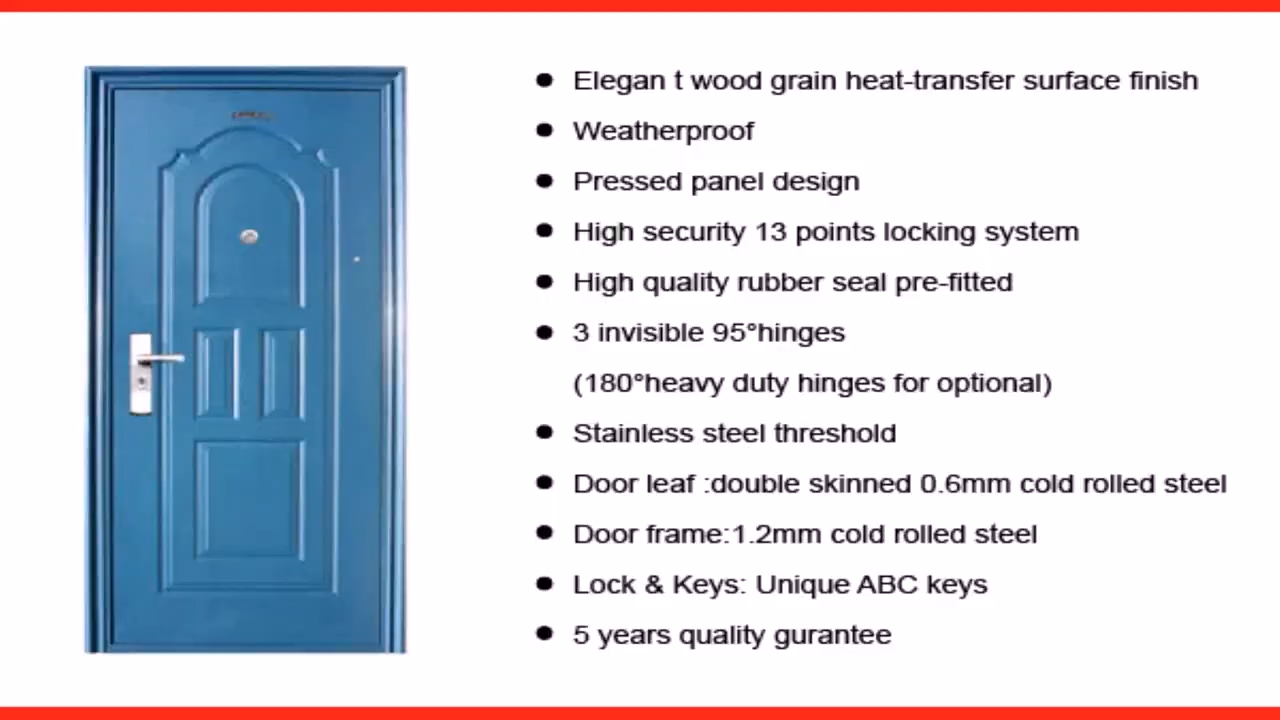 Elegan t wood grain heat-transfer surface finish
Weatherproof
Pressed panel design
High security 13 points locking system
High quality rubber seal pre-fitted
3 invisible 95°hinges
(180°heavy duty hinges for optional)
Stainless steel threshold
Door leaf :double skinned 0.6mm cold rolled steel
Door frame:1.2mm cold rolled steel
Lock & Keys: Unique ABC keys
5 years quality gurantee